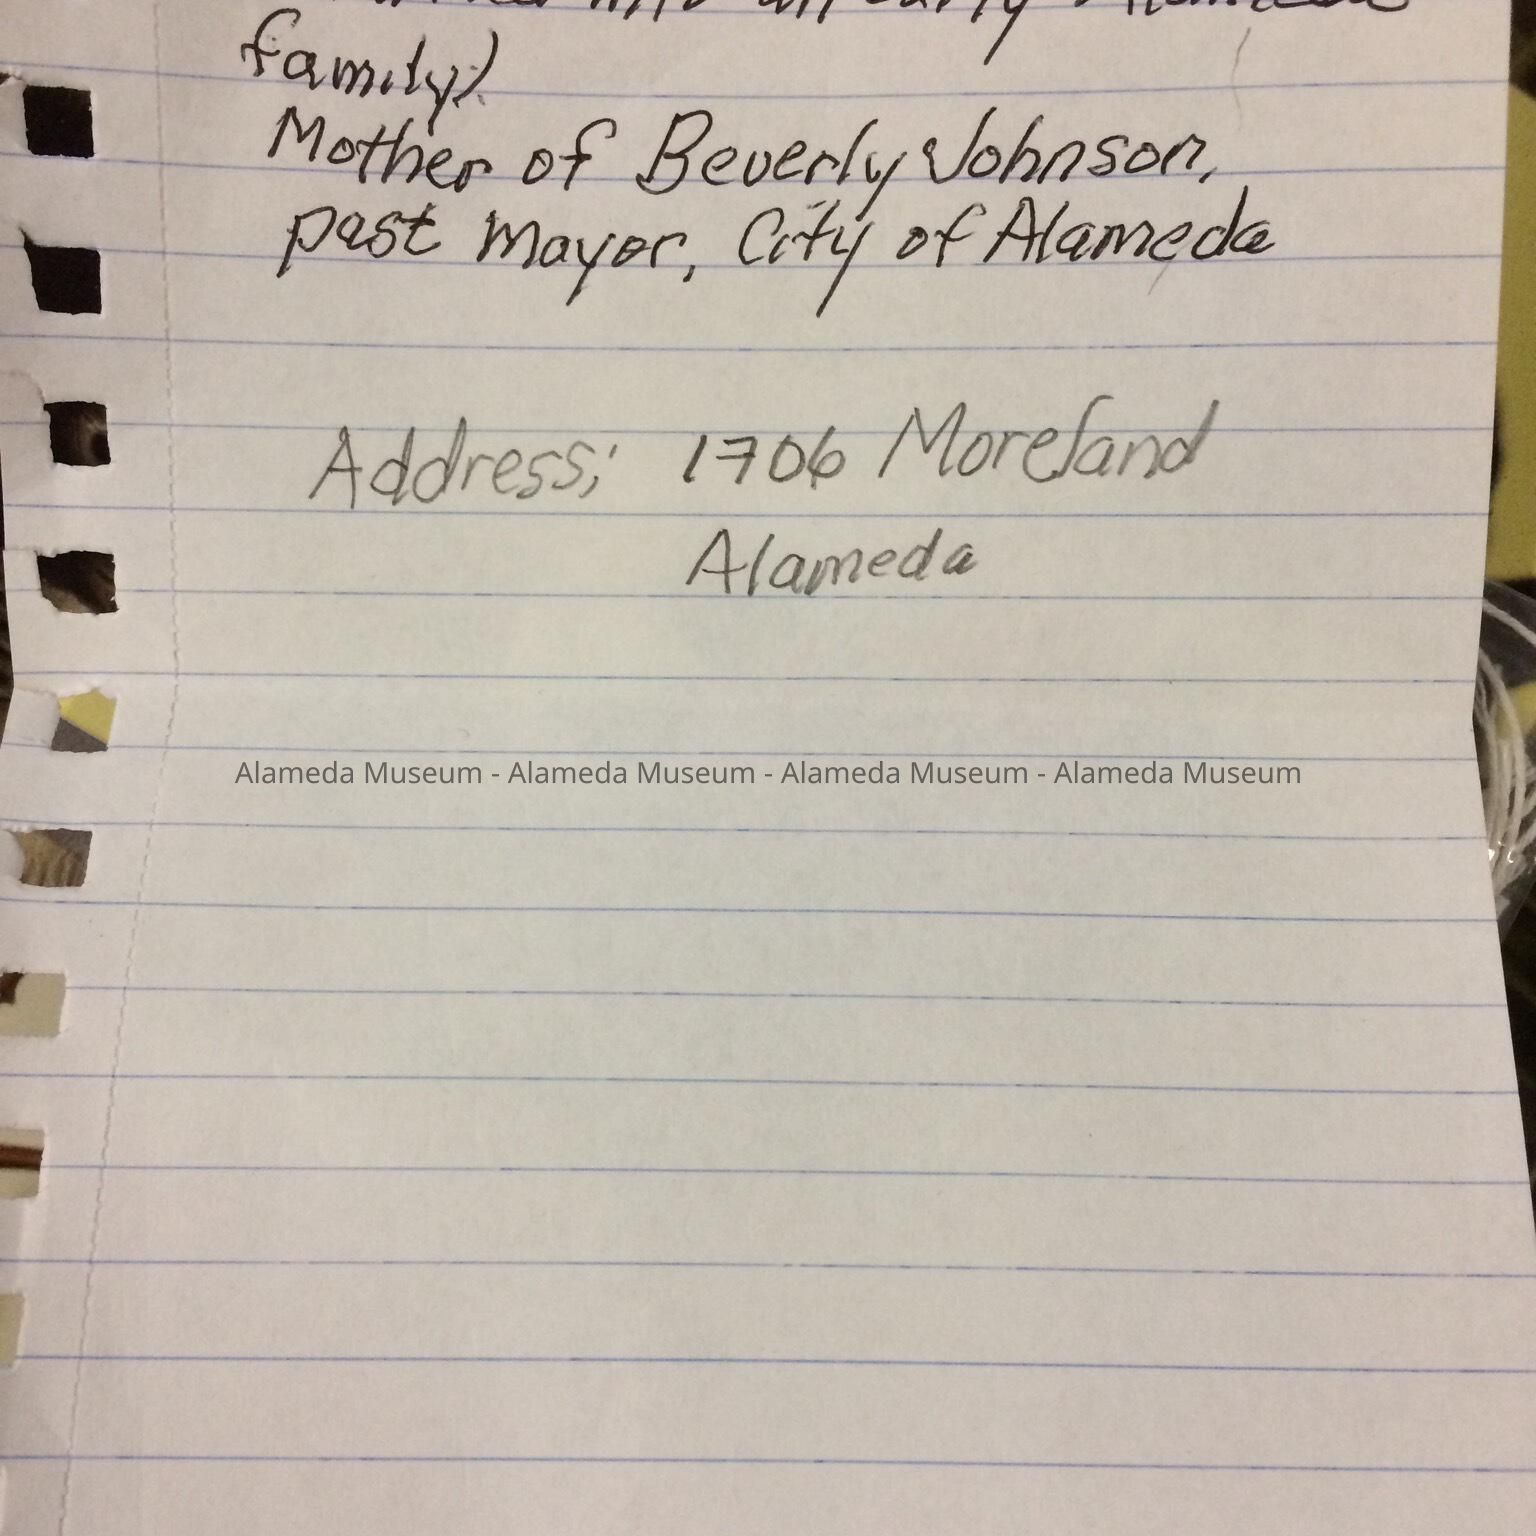 family)
Mother of Beverly Johnson,
past Mayor, City of Alameda
Address; 1706 Moreland
Alameda
Alameda Museum - Alameda Museum - Alameda Museum - Alameda Museum